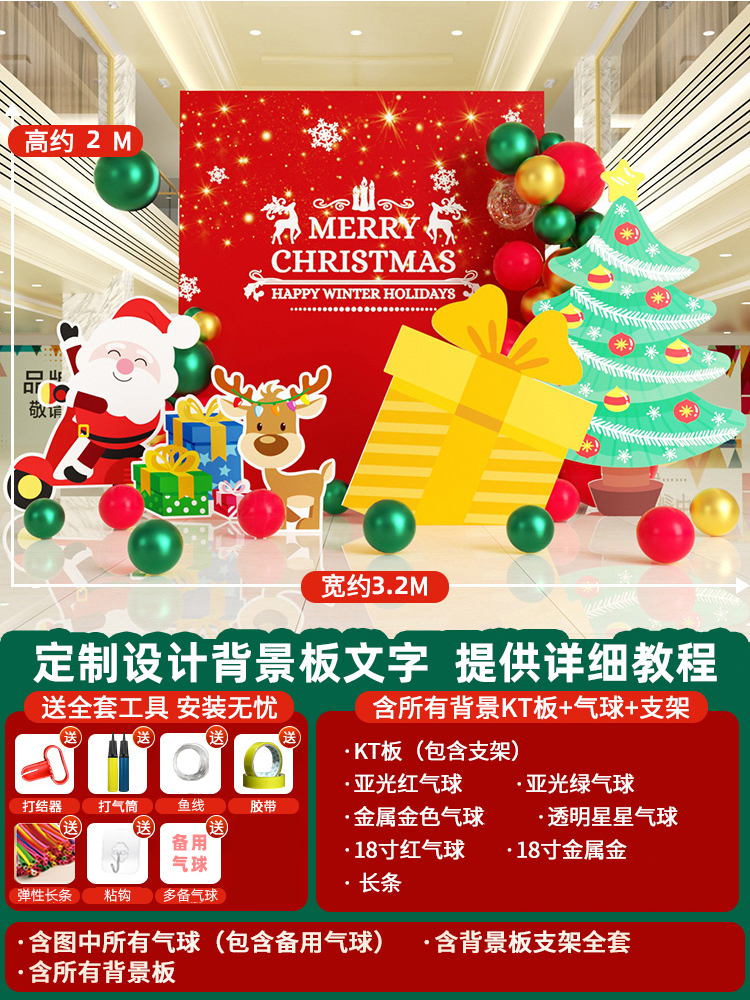 高约 2 M
MERRY
CHRISTMAS
HAPPY WINTER HOLIDAYS
敬请
宽约3.2M
定制设计背景板文字 提供详细教程
送全套工具 安装无忧
送 送 送 送
打结器 打气筒 鱼线 胶带
送 送 送
备用
气球
弹性长条 粘钩 多备气球
含所有背景KT板+气球+支架
·KT板（包含支架）
·亚光红气球 ·亚光绿气球
·金属金色气球 ·透明星星气球
·18寸红气球 ·18寸金属金
·长条
·含图中所有气球（包含备用气球） ·含背景板支架全套
·含所有背景板